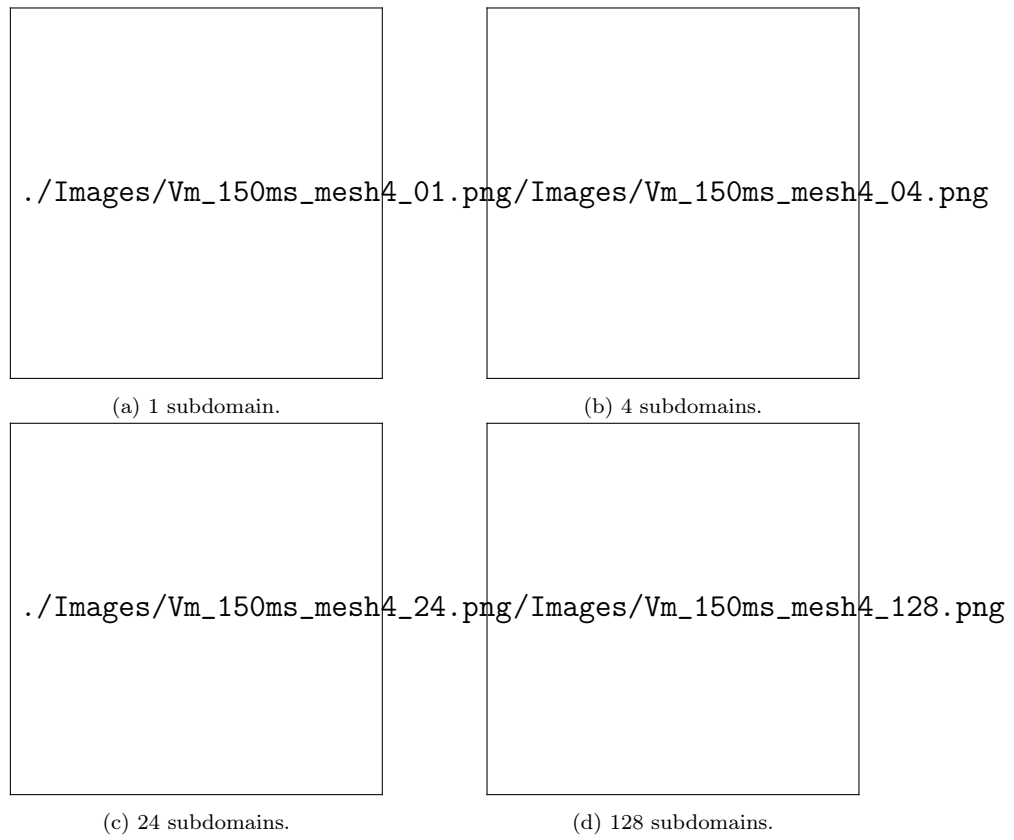 ./Images/Vm_150ms_mesh4_01.png/Images/Vm_150ms_mesh4_04.png
(a) 1 subdomain.
(b) 4 subdomains.
./Images/Vm_150ms_mesh4_24.png/Images/Vm_150ms_mesh4_128.png
(c) 24 subdomains.
(d) 128 subdomains.